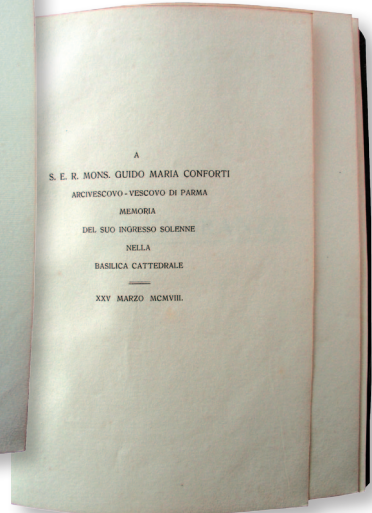 A
S. E. R. MONS. GUIDO MARIA CONFORTI
ARCIVESCOVO - VESCOVO DI PARMA
MEMORIA
DEL SUO INGRESSO SOLENNE
NELLA
BASILICA CATTEDRALE
XXV MARZO MCMVIII.